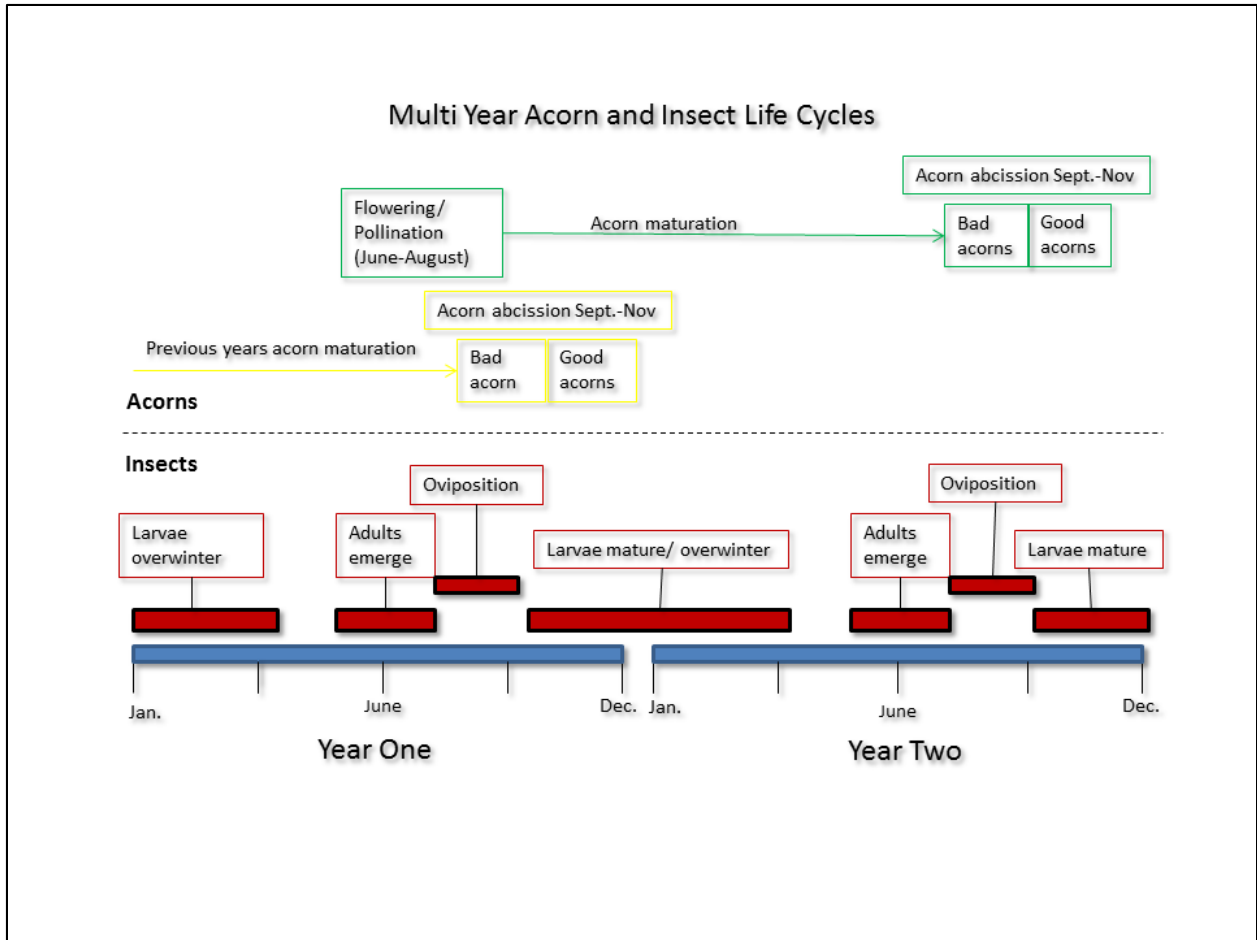 Multi Year Acorn and Insect Life Cycles
Acorn abcission Sept.-Nov
Flowering/
Pollination
(June-August)
Acorn maturation
Bad
acorns
Good
acorns
Acorn abcission Sept.-Nov
Previous years acorn maturation
Bad
acorn
Good
acorns
Acorns
Insects
Oviposition
Oviposition
Larvae
overwinter
Adults
emerge
Larvae mature/ overwinter
Adults
emerge
Larvae mature
Jan.
June
Dec.
Jan.
June
Dec.
Year One
Year Two